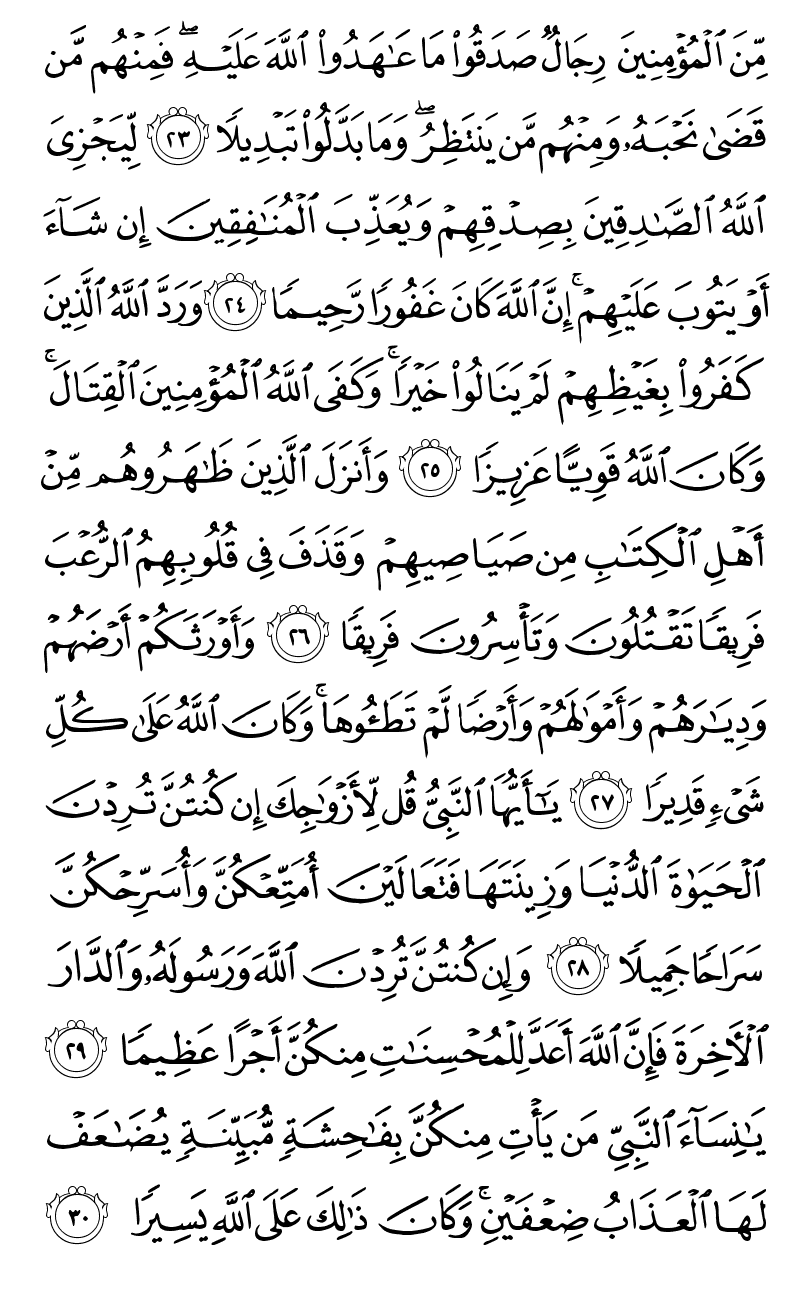 مِّنَ ٱلْمُؤْمِنِينَ رِجَالٌ صَدَقُوا۟ مَا عَـٰهَدُوا۟ ٱللَّهَ عَلَيْهِ ۖ فَمِنْهُم مَّن
قَضَىٰ نَحْبَهُۥ وَمِنْهُم مَّن يَنتَظِرُ ۖ وَمَا بَدَّلُوا۟ تَبْدِيلًا ٢٣ لِّيَجْزِىَ
ٱللَّهُ ٱلصَّـٰدِقِينَ بِصِدْقِهِمْ وَيُعَذِّبَ ٱلْمُنَـٰفِقِينَ إِن شَآءَ
أَوْ يَتُوبَ عَلَيْهِمْ ۚ إِنَّ ٱللَّهَ كَانَ غَفُورًا رَّحِيمًا ٢٤ وَرَدَّ ٱللَّهُ ٱلَّذِينَ
كَفَرُوا۟ بِغَيْظِهِمْ لَمْ يَنَالُوا۟ خَيْرًا ۚ وَكَفَى ٱللَّهُ ٱلْمُؤْمِنِينَ ٱلْقِتَالَ ۚ
وَكَانَ ٱللَّهُ قَوِيًّا عَزِيزًا ٢٥ وَأَنزَلَ ٱلَّذِينَ ظَـٰهَرُوهُم مِّنْ
أَهْلِ ٱلْكِتَـٰبِ مِن صَيَاصِيهِمْ وَقَذَفَ فِى قُلُوبِهِمُ ٱلرُّعْبَ
فَرِيقًا تَقْتُلُونَ وَتَأْسِرُونَ فَرِيقًا ٢٦ وَأَوْرَثَكُمْ أَرْضَهُمْ
وَدِيَـٰرَهُمْ وَأَمْوَٰلَهُمْ وَأَرْضًا لَّمْ تَطَـُٔوهَا ۚ وَكَانَ ٱللَّهُ عَلَىٰ كُلِّ
شَىْءٍ قَدِيرًا ٢٧ يَـٰٓأَيُّهَا ٱلنَّبِىُّ قُل لِّأَزْوَٰجِكَ إِن كُنتُنَّ تُرِدْنَ
ٱلْحَيَوٰةَ ٱلدُّنْيَا وَزِينَتَهَا فَتَعَالَيْنَ أُمَتِّعْكُنَّ وَأُسَرِّحْكُنَّ
سَرَاحًا جَمِيلًا ٢٨ وَإِن كُنتُنَّ تُرِدْنَ ٱللَّهَ وَرَسُولَهُۥ وَٱلدَّارَ
ٱلْـَٔاخِرَةَ فَإِنَّ ٱللَّهَ أَعَدَّ لِلْمُحْسِنَـٰتِ مِنكُنَّ أَجْرًا عَظِيمًا ٢٩
يَـٰنِسَآءَ ٱلنَّبِىِّ مَن يَأْتِ مِنكُنَّ بِفَـٰحِشَةٍ مُّبَيِّنَةٍ يُضَـٰعَفْ
لَهَا ٱلْعَذَابُ ضِعْفَيْنِ ۚ وَكَانَ ذَٰلِكَ عَلَى ٱللَّهِ يَسِيرًا ٣٠